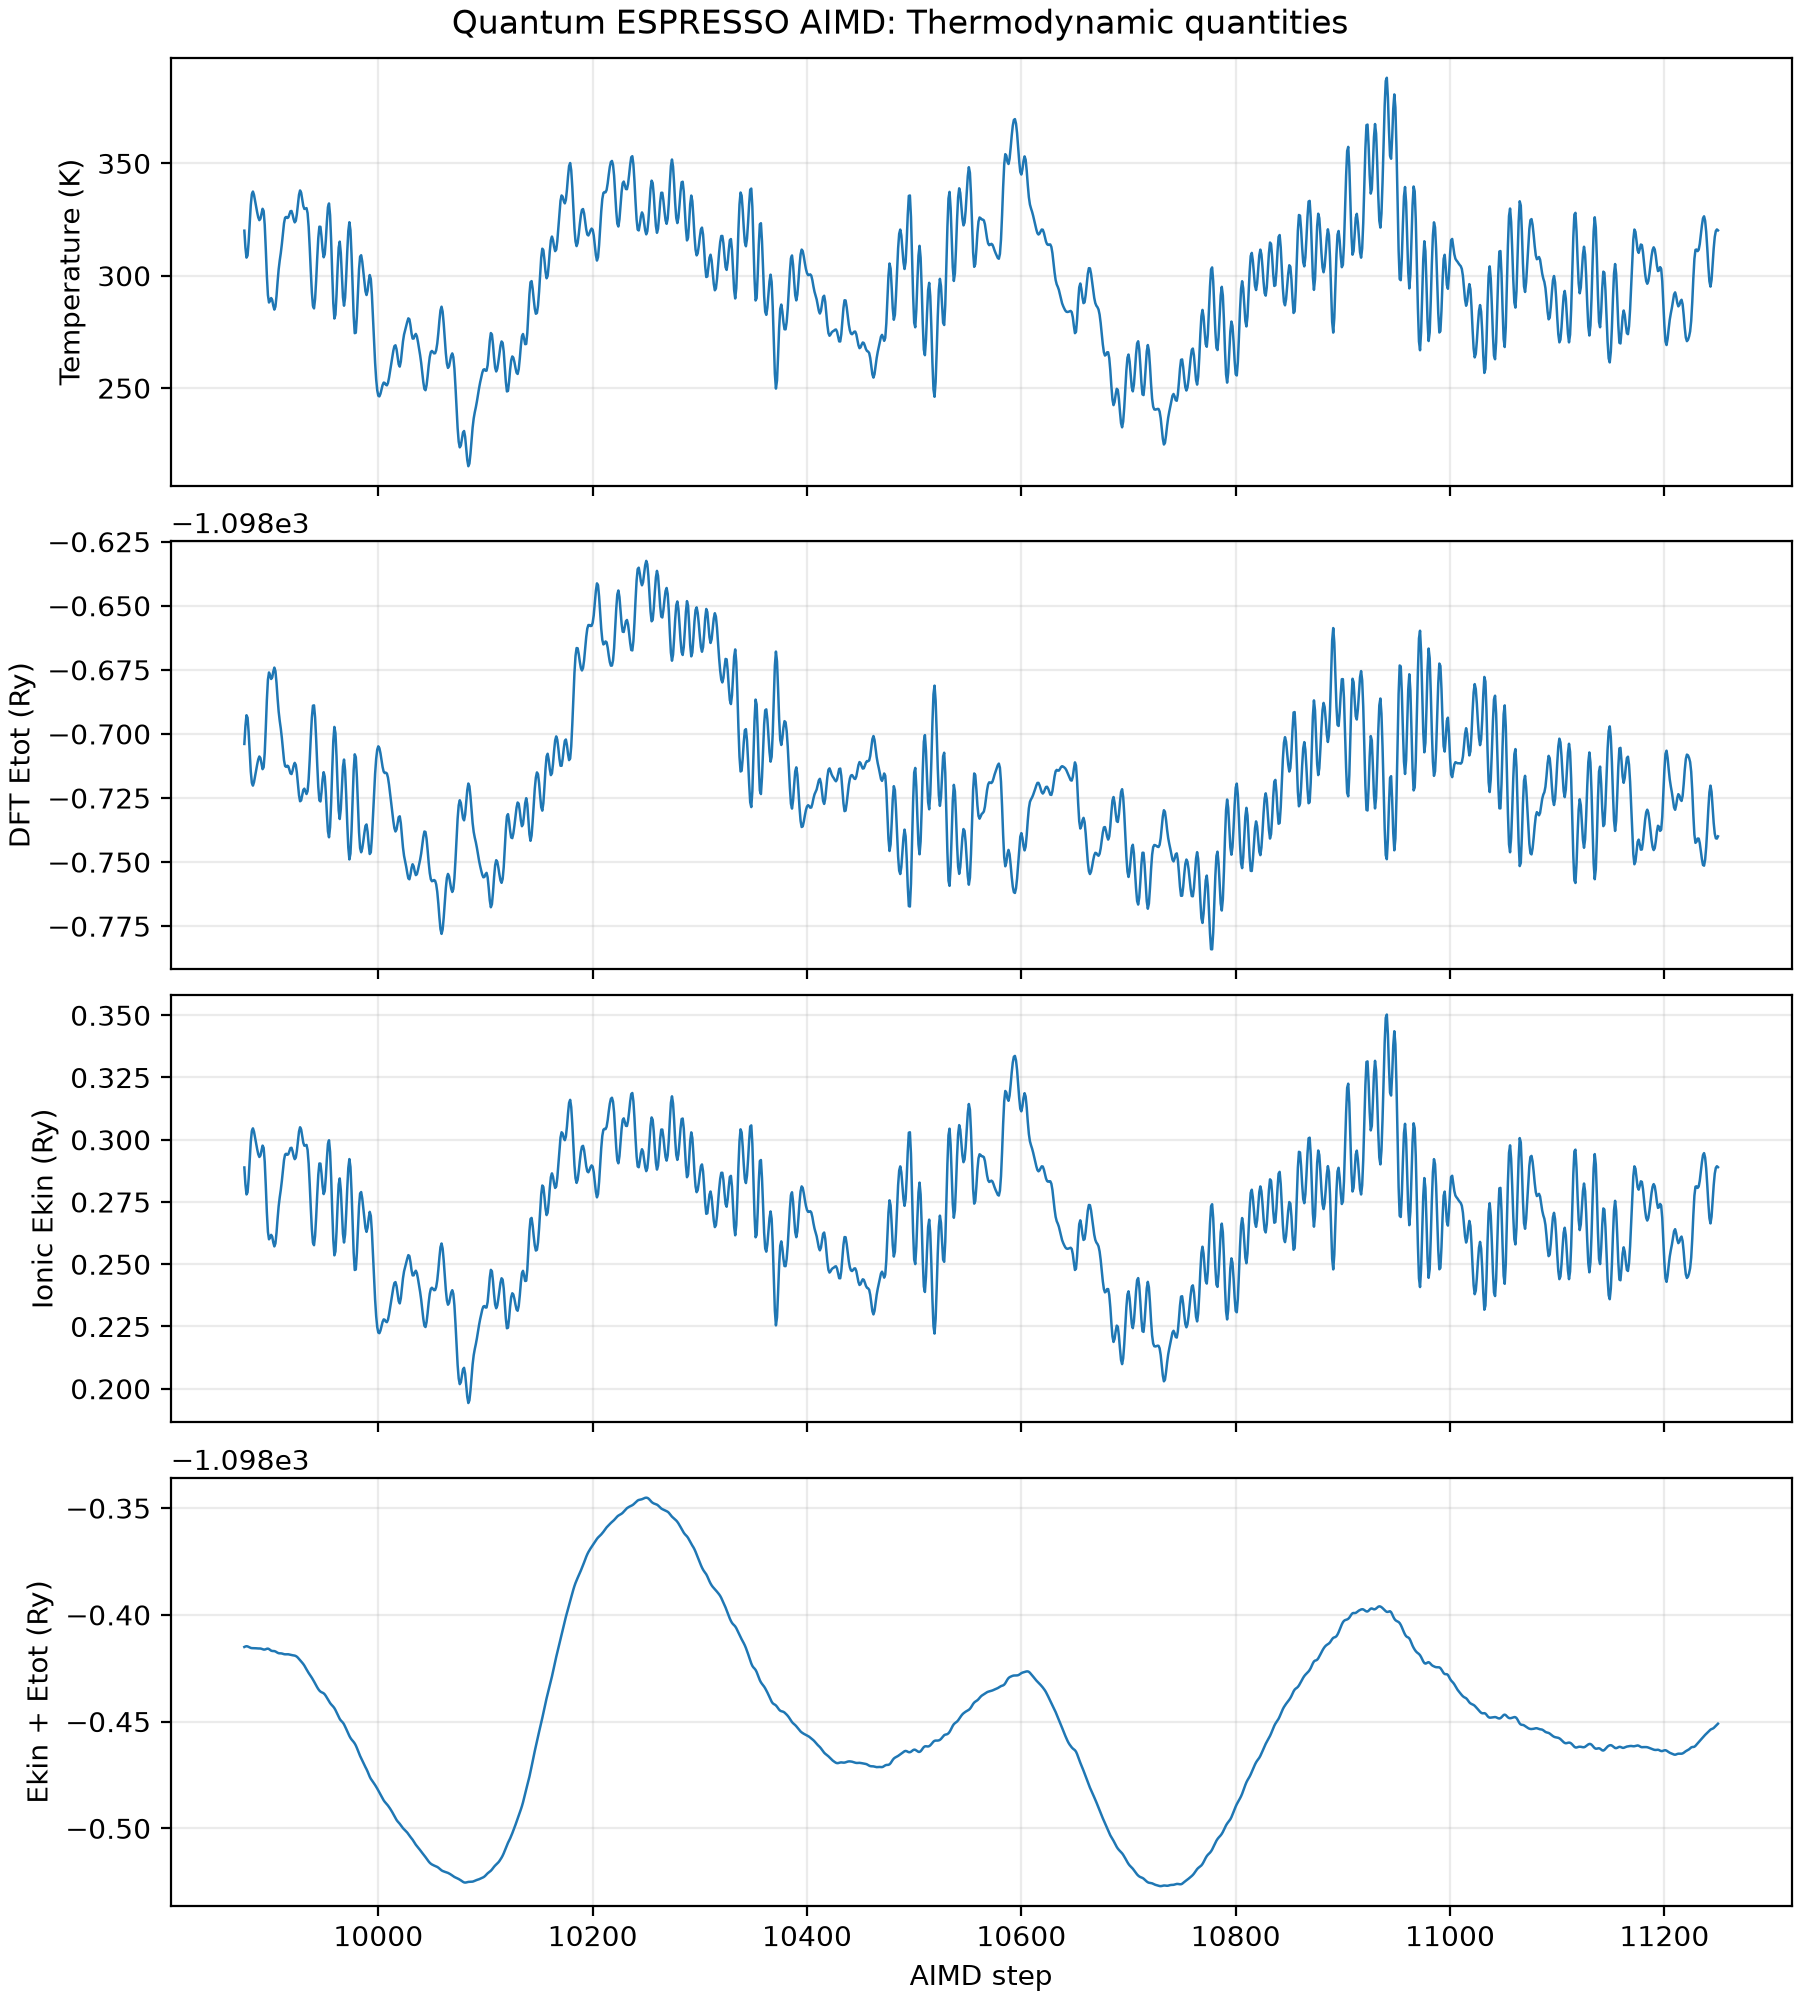 Quantum ESPRESSO AIMD: Thermodynamic quantities
Temperature (K)
350
300
250
−1.098e3
DFT Etot (Ry)
−0.625
−0.650
−0.675
−0.700
−0.725
−0.750
−0.775
Ionic Ekin (Ry)
0.350
0.325
0.300
0.275
0.250
0.225
0.200
−1.098e3
Ekin + Etot (Ry)
−0.35
−0.40
−0.45
−0.50
10000 10200 10400 10600 10800 11000 11200
AIMD step